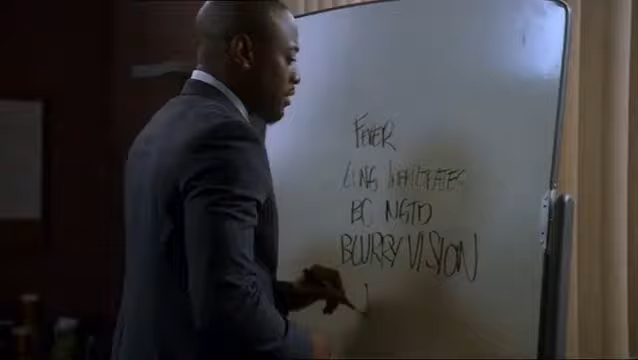 FEVER
LUNG INFILTRATES
BC NGTD
BLURRY VISION